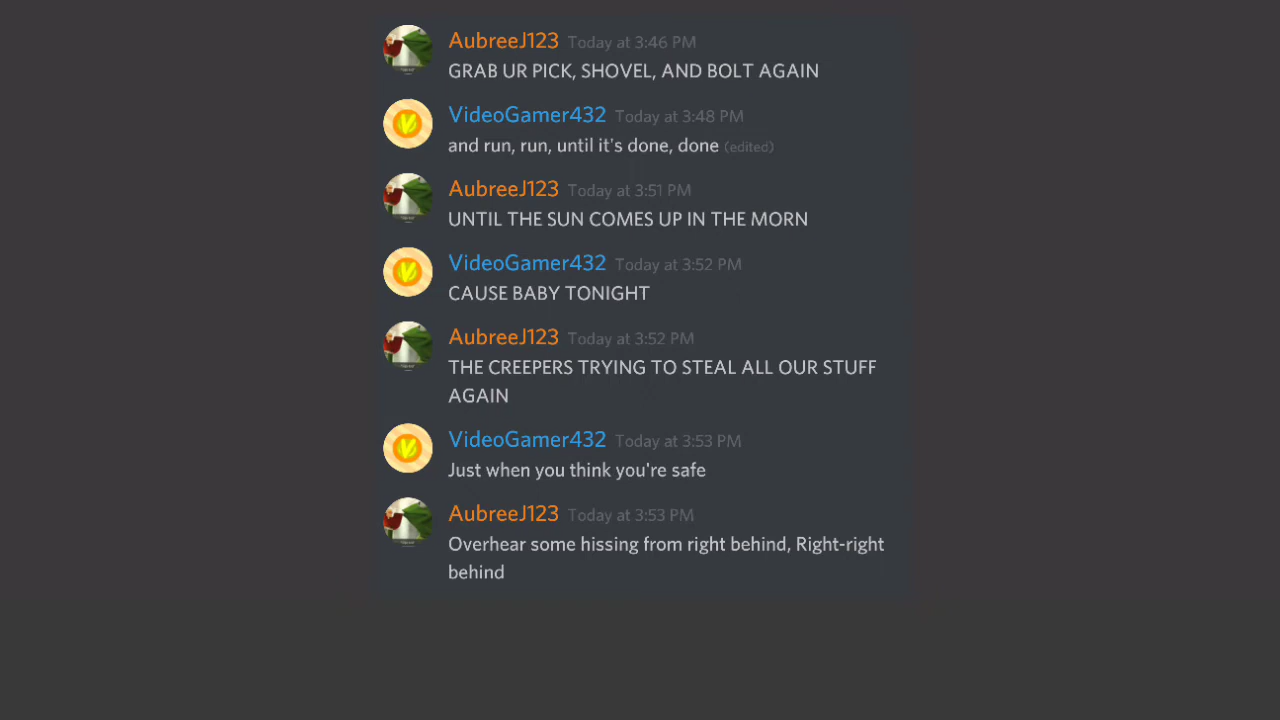 AubreeJ123 Today at 3:46 PM
GRAB UR PICK, SHOVEL, AND BOLT AGAIN
VideoGamer432 Today at 3:48 PM
and run, run, until it's done, done (edited)
AubreeJ123 Today at 3:51 PM
UNTIL THE SUN COMES UP IN THE MORN
VideoGamer432 Today at 3:52 PM
CAUSE BABY TONIGHT
AubreeJ123 Today at 3:52 PM
THE CREEPERS TRYING TO STEAL ALL OUR STUFF
AGAIN
VideoGamer432 Today at 3:53 PM
Just when you think you're safe
AubreeJ123 Today at 3:53 PM
Overhear some hissing from right behind, Right-right
behind